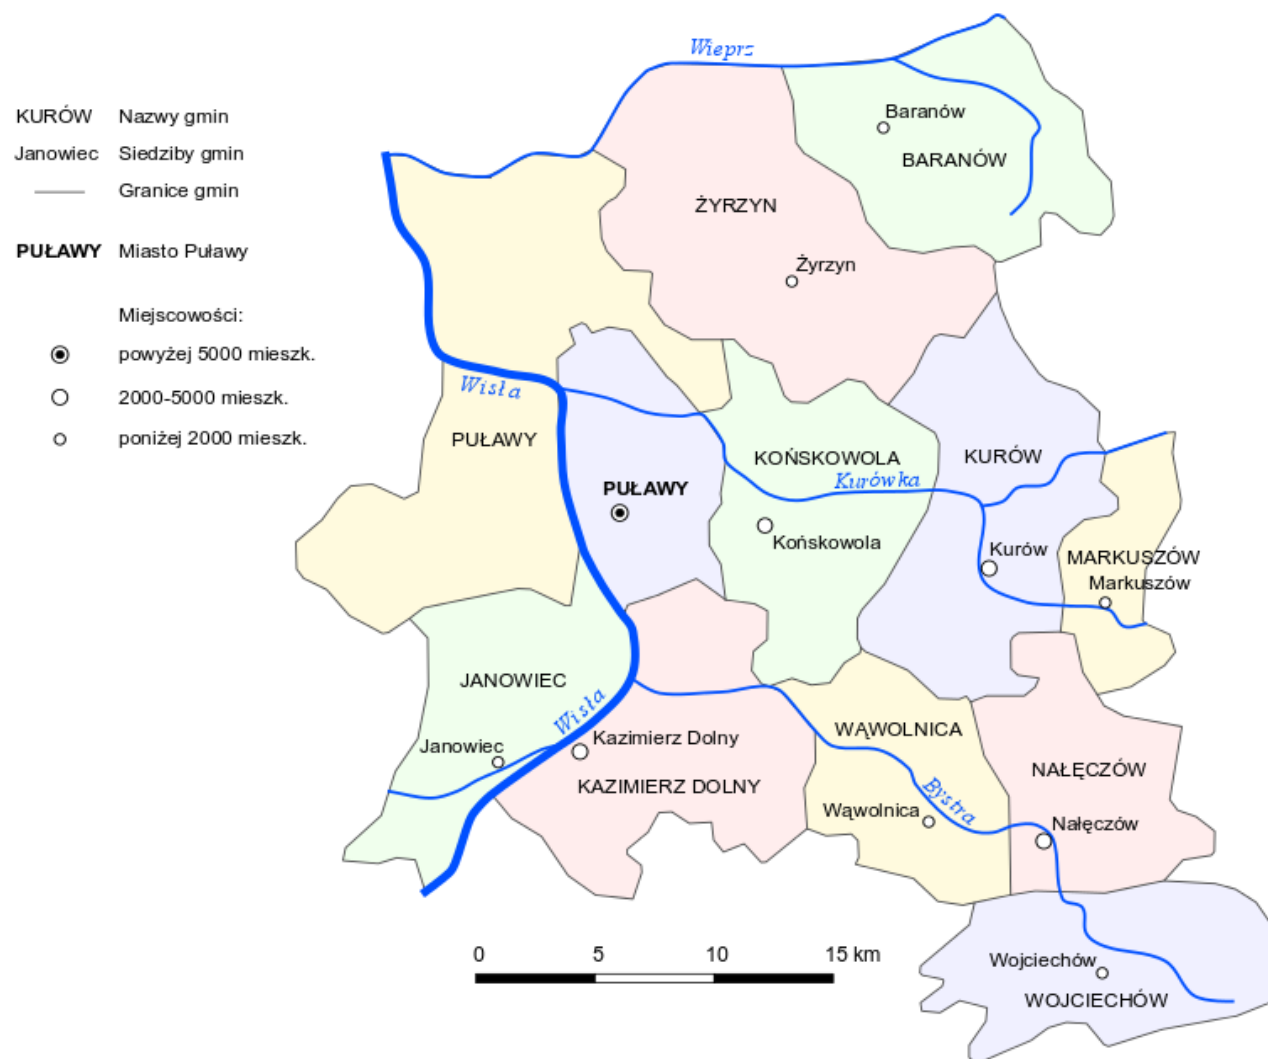 KURÓW Nazwy gmin
Janowiec Siedziby gmin
Granice gmin
PUŁAWY Miasto Puławy
Miejscowości:
powyżej 5000 mieszk.
2000-5000 mieszk.
poniżej 2000 mieszk.
Wieprz
Baranów
BARANÓW
ŻYRZYN
Żyrzyn
Wisła
PUŁAWY
KOŃSKOWOLA
KURÓW
Kurówka
PUŁAWY
Końskowola
Kurów
MARKUSZÓW
Markuszów
JANOWIEC
Wisła
Janowiec
Kazimierz Dolny
KAZIMIERZ DOLNY
WĄWOLNICA
NAŁĘCZÓW
Bystra
Wąwolnica
Nałęczów
0 5 10 15 km
Wojciechów
WOJCIECHÓW